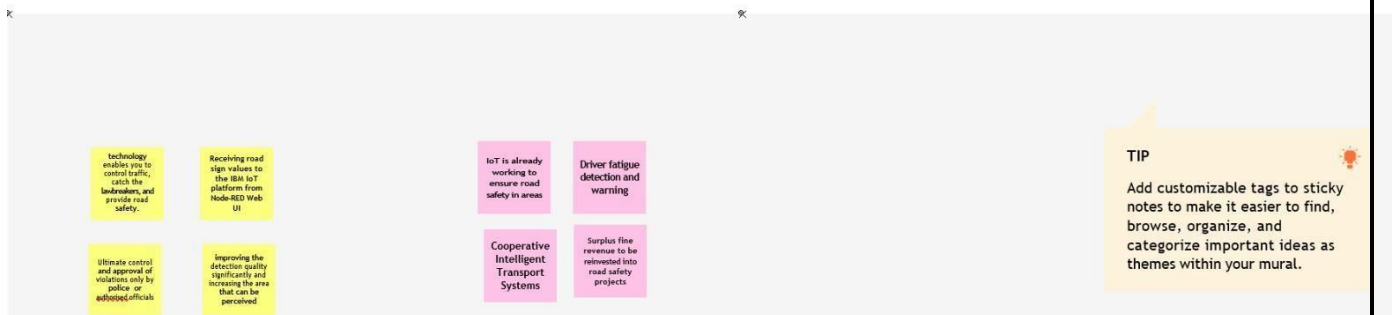 technology
enables you to
control traffic,
catch the
lawbreakers, and
provide road
safety.
Receiving road
sign values to
the IBM IoT
platform from
Node-RED Web
UI
IoT is already
working to
ensure road
safety in areas
Driver fatigue
detection and
warning
TIP
Add customizable tags to sticky
notes to make it easier to find,
browse, organize, and
categorize important ideas as
themes within your mural.
Ultimate control
and approval of
violations only by
police or
authorised officials
improving the
detection quality
significantly and
increasing the area
that can be
perceived
Cooperative
Intelligent
Transport
Systems
Surplus fine
revenue to be
reinvested into
road safety
projects